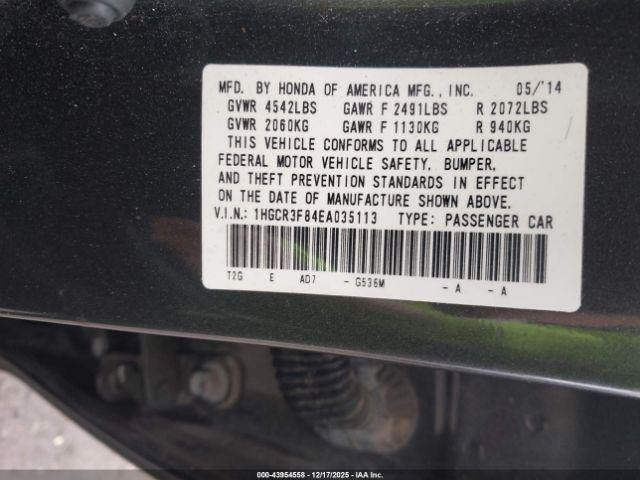 MFD. BY HONDA OF AMERICA MFG., INC. 05/'14
GVWR 4542LBS GAWR F 2491LBS R 2072LBS
GVWR 2060KG GAWR F 1130KG R 940KG
THIS VEHICLE CONFORMS TO ALL APPLICABLE
FEDERAL MOTOR VEHICLE SAFETY, BUMPER,
AND THEFT PREVENTION STANDARDS IN EFFECT
ON THE DATE OF MANUFACTURE SHOWN ABOVE.
V.I.N.: 1HGCR3F84EA035113 TYPE: PASSENGER CAR
T2G E AD7 - G536M - A - A
000-43954558 | 12/17/2025 | IAA Inc.